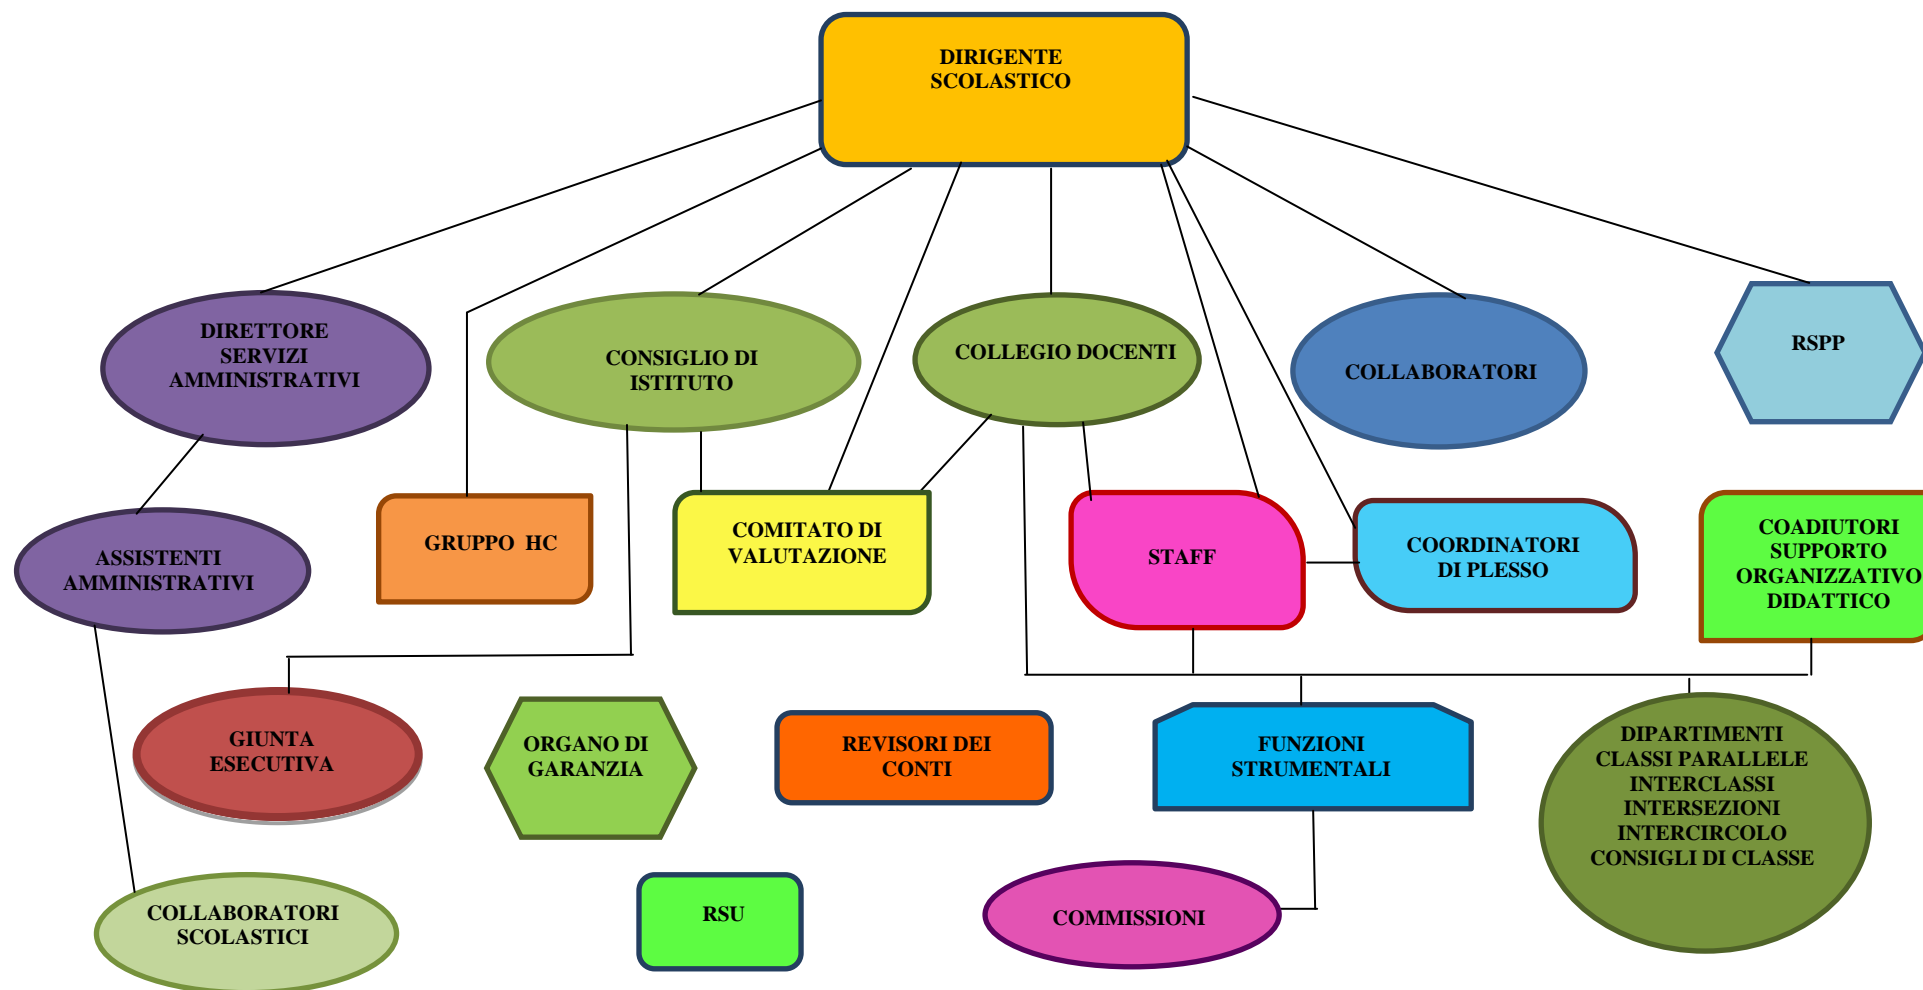 DIRIGENTE
SCOLASTICO
DIRETTORE
SERVIZI
AMMINISTRATIVI
CONSIGLIO DI
ISTITUTO
COLLEGIO DOCENTI
COLLABORATORI
RSPP
ASSISTENTI
AMMINISTRATIVI
GRUPPO HC
COMITATO DI
VALUTAZIONE
STAFF
COORDINATORI
DI PLESSO
COADIUTORI
SUPPORTO
ORGANIZZATIVO
DIDATTICO
GIUNTA
ESECUTIVA
ORGANO DI
GARANZIA
REVISORI DEI
CONTI
FUNZIONI
STRUMENTALI
DIPARTIMENTI
CLASSI PARALLELE
INTERCLASSI
INTERSEZIONI
INTERCIRCOLO
CONSIGLI DI CLASSE
COLLABORATORI
SCOLASTICI
RSU
COMMISSIONI